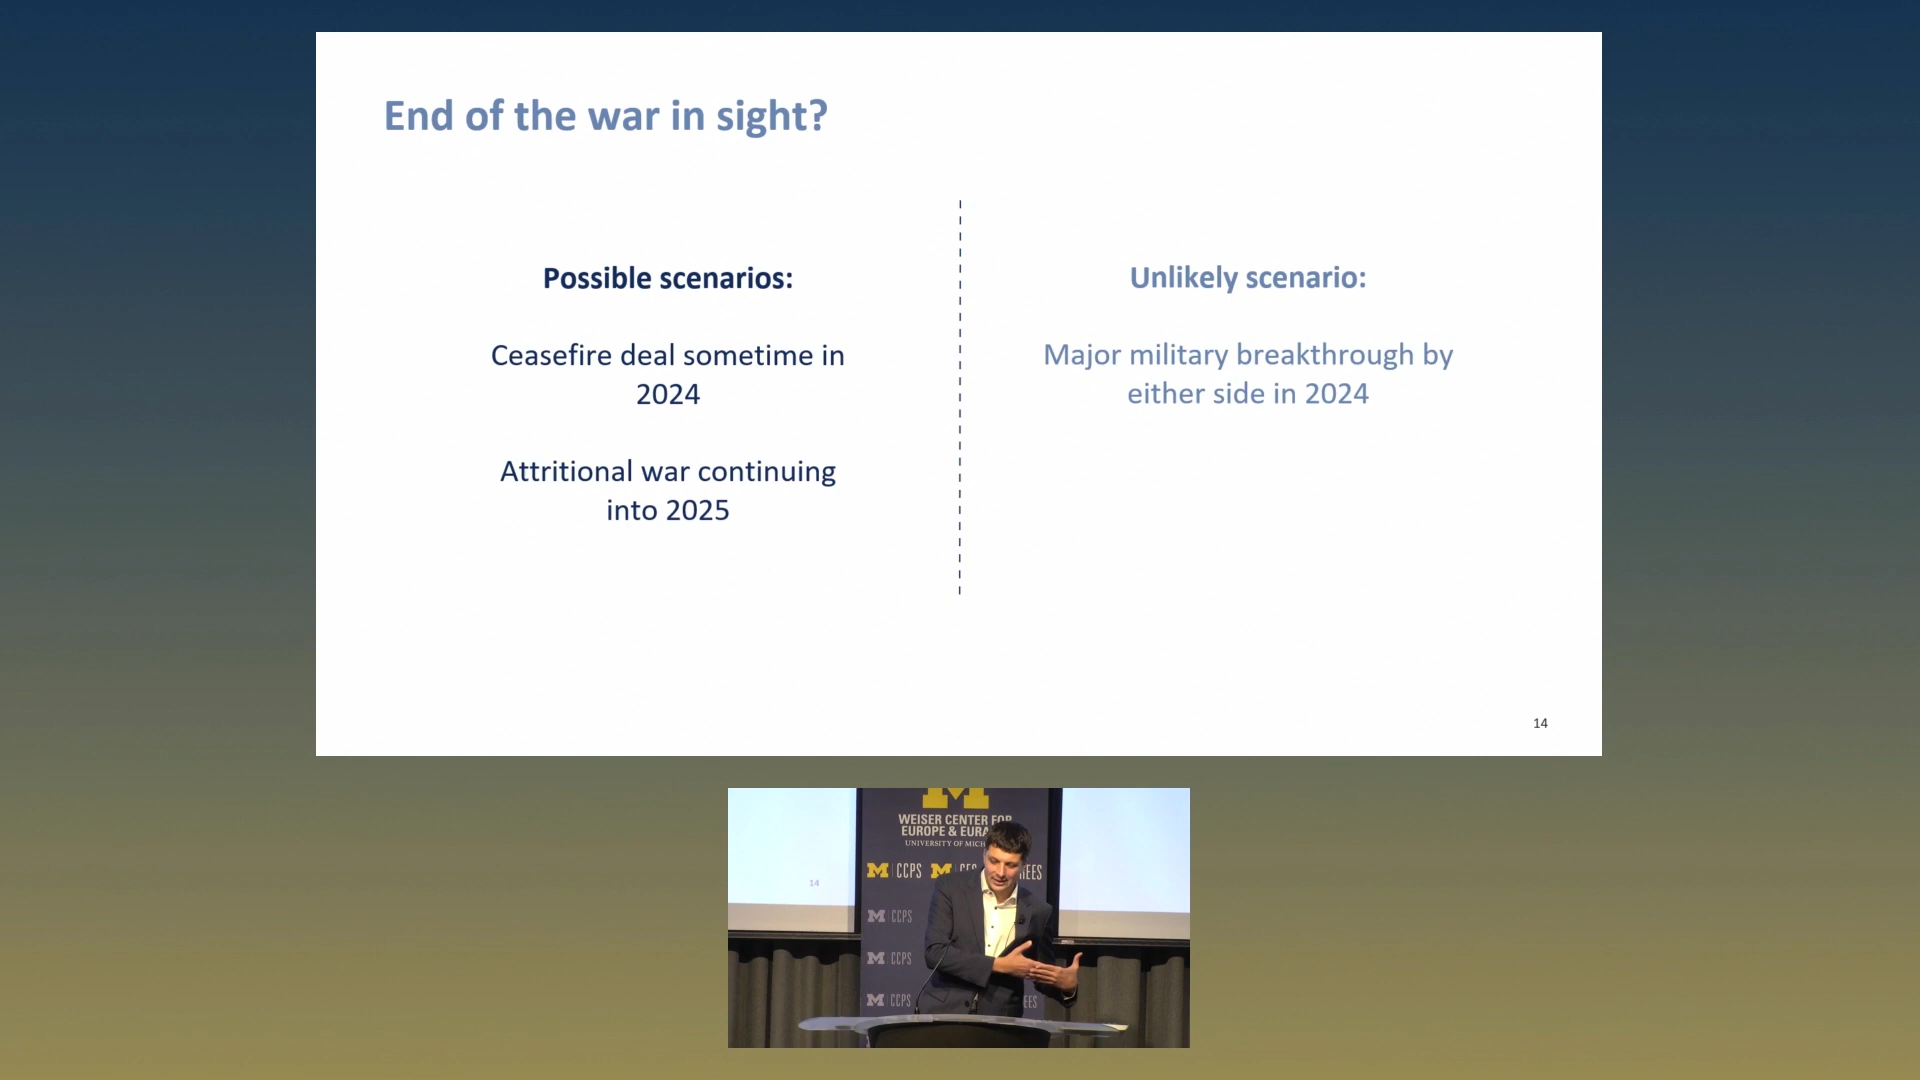 End of the war in sight?
Possible scenarios:
Ceasefire deal sometime in
2024
Attritional war continuing
into 2025
Unlikely scenario:
Major military breakthrough by
either side in 2024
14
M
WEISER CENTER FOR
EUROPE & EURA
UNIVERSITY OF MICH
M CCPS M
EES
14
M CCPS
M CCPS
M CCPS
EES